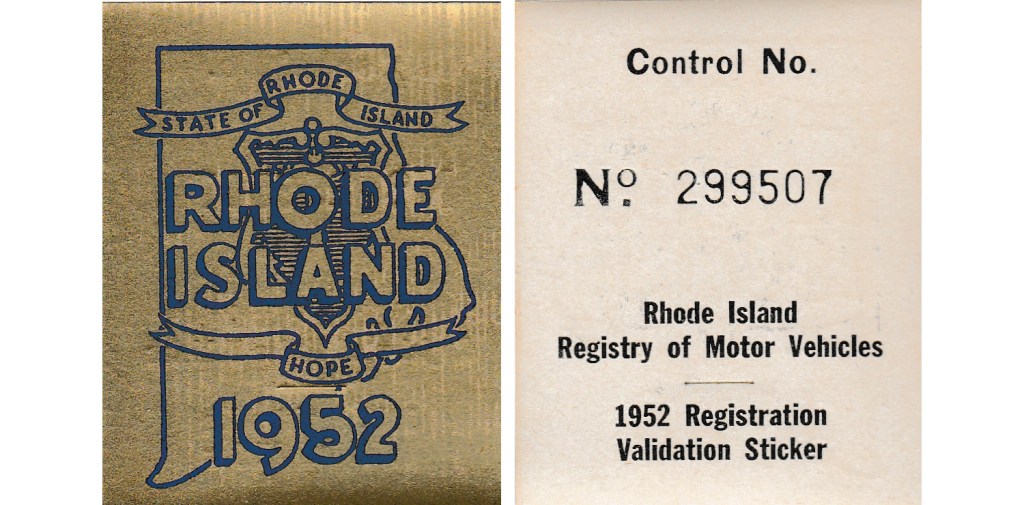 STATE OF RHODE ISLAND
RHODE
ISLAND
HOPE
1952
Control No.
Nº. 299507
Rhode Island
Registry of Motor Vehicles
1952 Registration
Validation Sticker